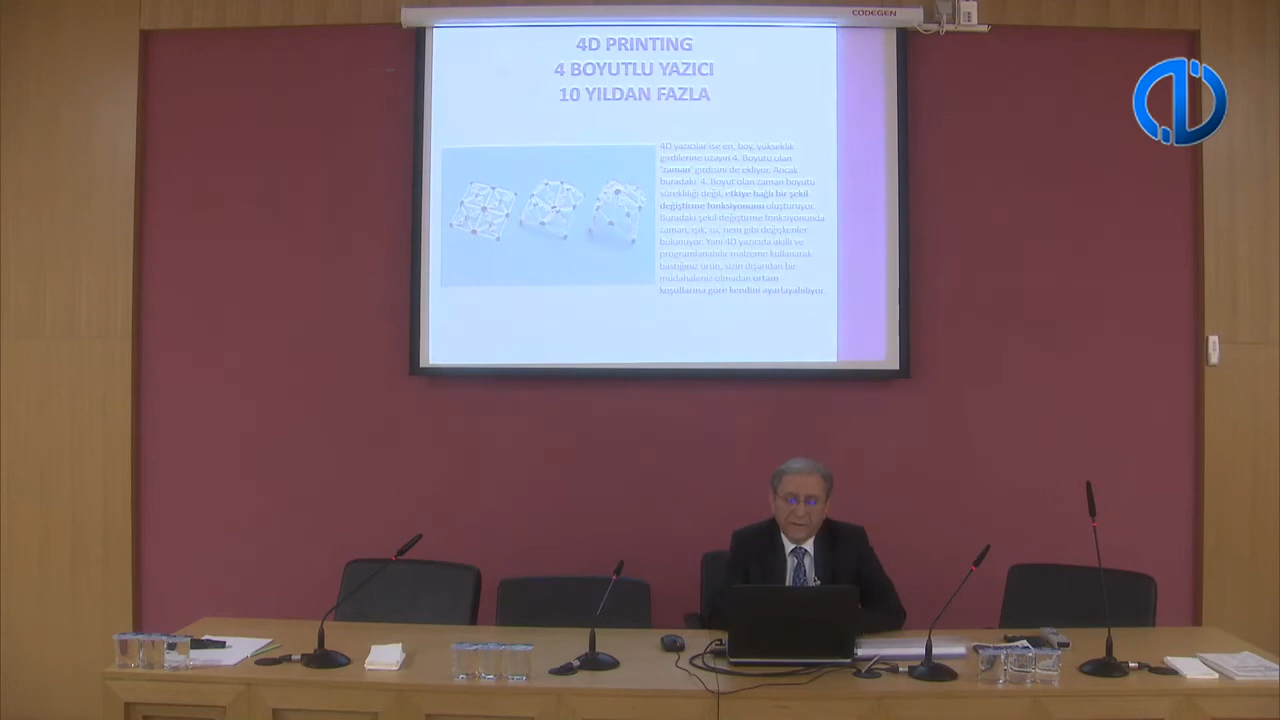 CODEGEN
4D PRINTING
4 BOYUTLU YAZICI
10 YILDAN FAZLA
4D yazıcılar ise en, boy, yükseklik
girdilerine uzayın 4. Boyutu olan
'zaman' girdisini de ekliyor. Ancak
buradaki 4. Boyut olan zaman boyutu
sürekliliği değil, etkiye bağlı bir şekil
değiştirme fonksiyonunu oluşturuyor.
Buradaki şekil değiştirme fonksiyonunda
zaman, ışık, ısı, nem gibi değişkenler
bulunuyor. Yani 4D yazıcıda akıllı ve
programlanabilir malzeme kullanarak
bastığınız ürün, sizin dışarıdan bir
müdahaleniz olmadan ortam
koşullarına göre kendini ayarlayabiliyor.